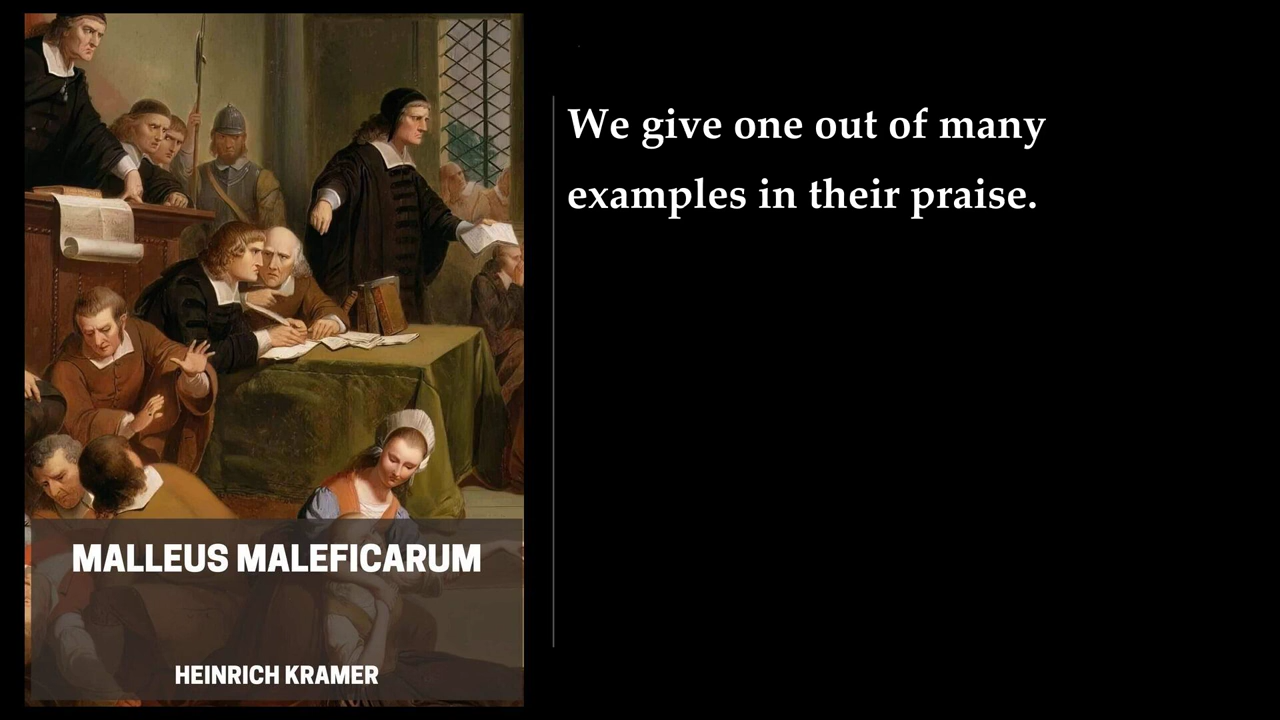 We give one out of many
examples in their praise.
MALLEUS MALEFICARUM
HEINRICH KRAMER